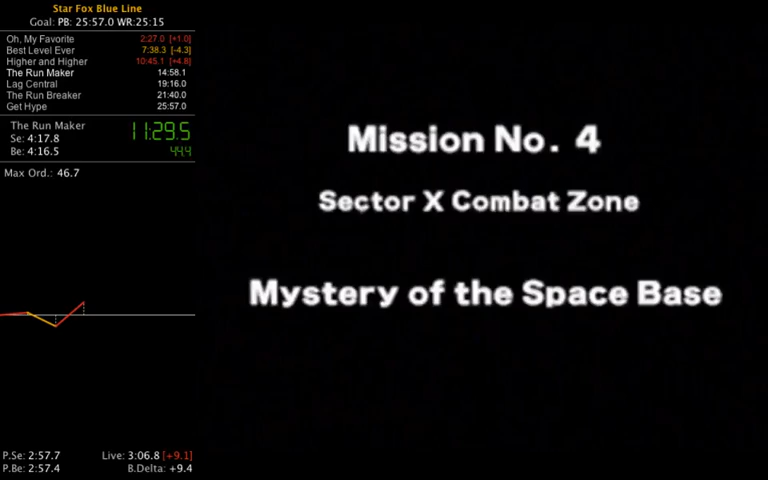 Star Fox Blue Line
Goal: PB: 25:57.0 WR:25:15
Oh, My Favorite 2:27.0 [+1.0]
Best Level Ever 7:38.3 [-4.3]
Higher and Higher 10:45.1 [+4.8]
The Run Maker 14:58.1
Lag Central 19:16.0
The Run Breaker 21:40.0
Get Hype 25:57.0
The Run Maker 11:29.5
Se: 4:17.8
Be: 4:16.5 44.4
Max Ord.: 46.7
Mission No. 4
Sector X Combat Zone
Mystery of the Space Base
P.Se: 2:57.7 Live: 3:06.8 [+9.1]
P.Be: 2:57.4 B.Delta: +9.4